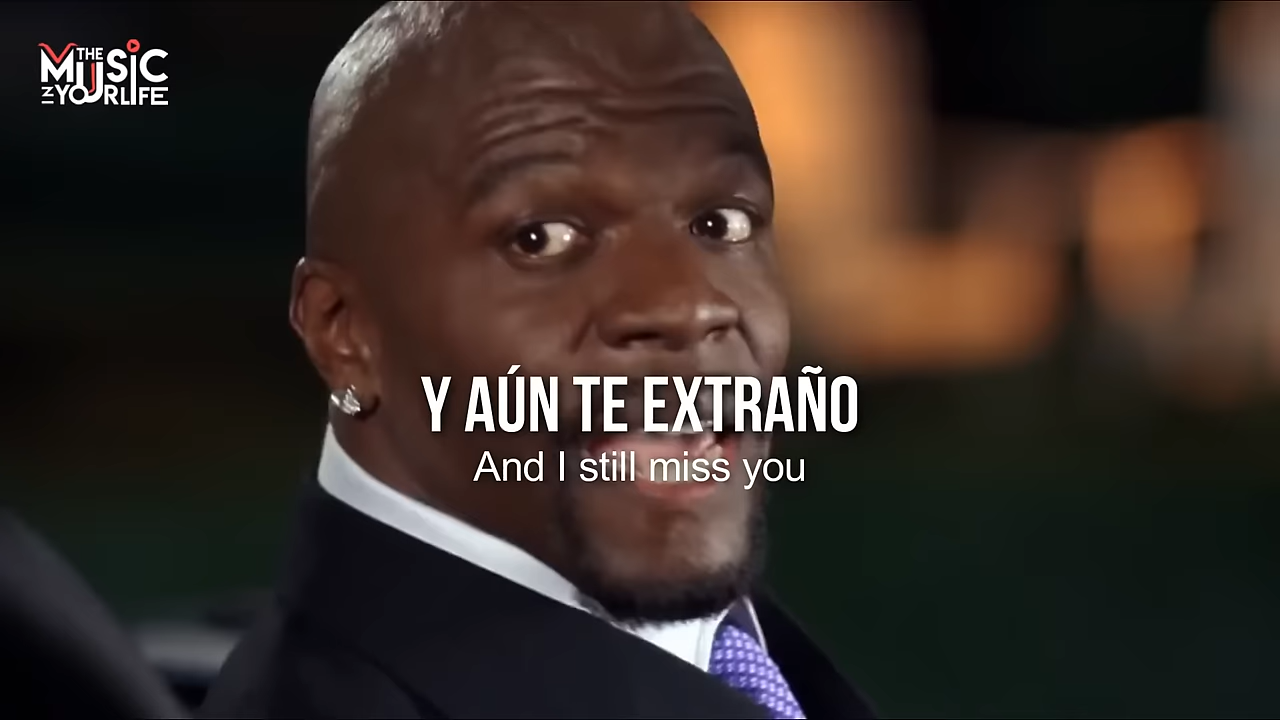 THE
MUSIC
IN YOUR LIFE
Y AÚN TE EXTRAÑO
And I still miss you